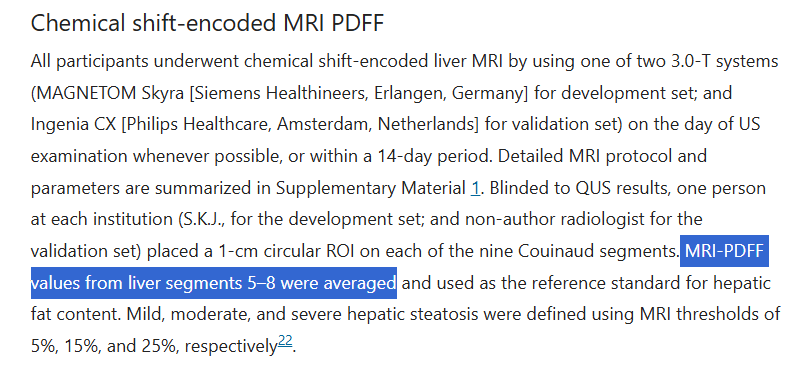 Chemical shift-encoded MRI PDFF
All participants underwent chemical shift-encoded liver MRI by using one of two 3.0-T systems
(MAGNETOM Skyra [Siemens Healthineers, Erlangen, Germany] for development set; and
Ingenia CX [Philips Healthcare, Amsterdam, Netherlands] for validation set) on the day of US
examination whenever possible, or within a 14-day period. Detailed MRI protocol and
parameters are summarized in Supplementary Material 1. Blinded to QUS results, one person
at each institution (S.K.J., for the development set; and non-author radiologist for the
validation set) placed a 1-cm circular ROI on each of the nine Couinaud segments. MRI-PDFF
values from liver segments 5–8 were averaged and used as the reference standard for hepatic
fat content. Mild, moderate, and severe hepatic steatosis were defined using MRI thresholds of
5%, 15%, and 25%, respectively22.